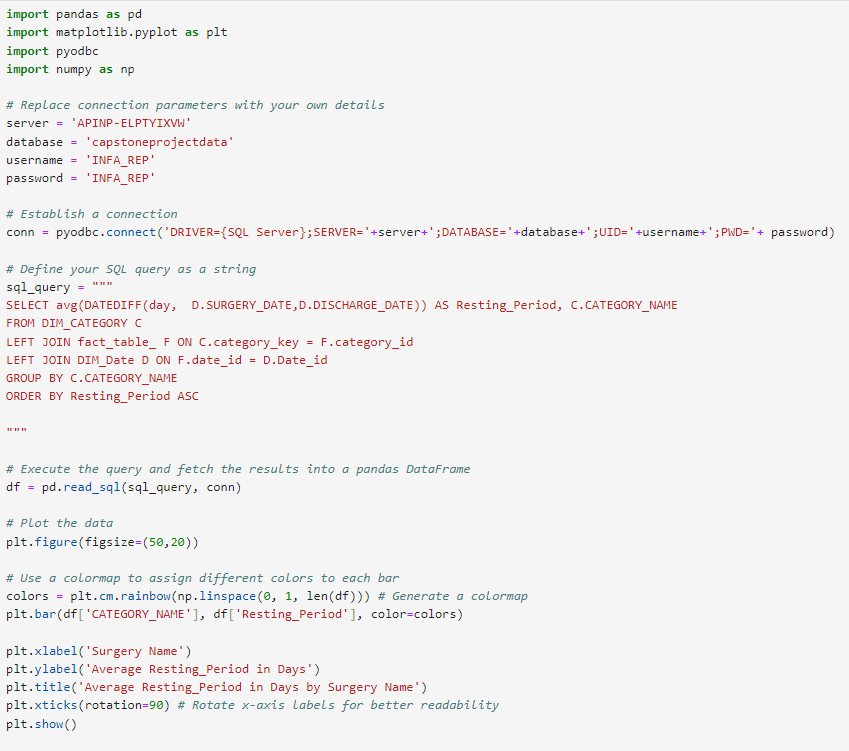 import pandas as pd
import matplotlib.pyplot as plt
import pyodbc
import numpy as np
# Replace connection parameters with your own details
server = 'APINP-ELPTYIXVW'
database = 'capstoneprojectdata'
username = 'INFA_REP'
password = 'INFA_REP'
# Establish a connection
conn = pyodbc.connect('DRIVER={SQL Server};SERVER='+server+';DATABASE='+database+';UID='+username+';PWD='+ password)
# Define your SQL query as a string
sql_query = """
SELECT avg(DATEDIFF(day,  D.SURGERY_DATE,D.DISCHARGE_DATE)) AS Resting_Period, C.CATEGORY_NAME
FROM DIM_CATEGORY C
LEFT JOIN fact_table_ F ON C.category_key = F.category_id
LEFT JOIN DIM_Date D ON F.date_id = D.Date_id
GROUP BY C.CATEGORY_NAME
ORDER BY Resting_Period ASC
"""
# Execute the query and fetch the results into a pandas DataFrame
df = pd.read_sql(sql_query, conn)
# Plot the data
plt.figure(figsize=(50,20))
# Use a colormap to assign different colors to each bar
colors = plt.cm.rainbow(np.linspace(0, 1, len(df))) # Generate a colormap
plt.bar(df['CATEGORY_NAME'], df['Resting_Period'], color=colors)
plt.xlabel('Surgery Name')
plt.ylabel('Average Resting_Period in Days')
plt.title('Average Resting_Period in Days by Surgery Name')
plt.xticks(rotation=90) # Rotate x-axis labels for better readability
plt.show()